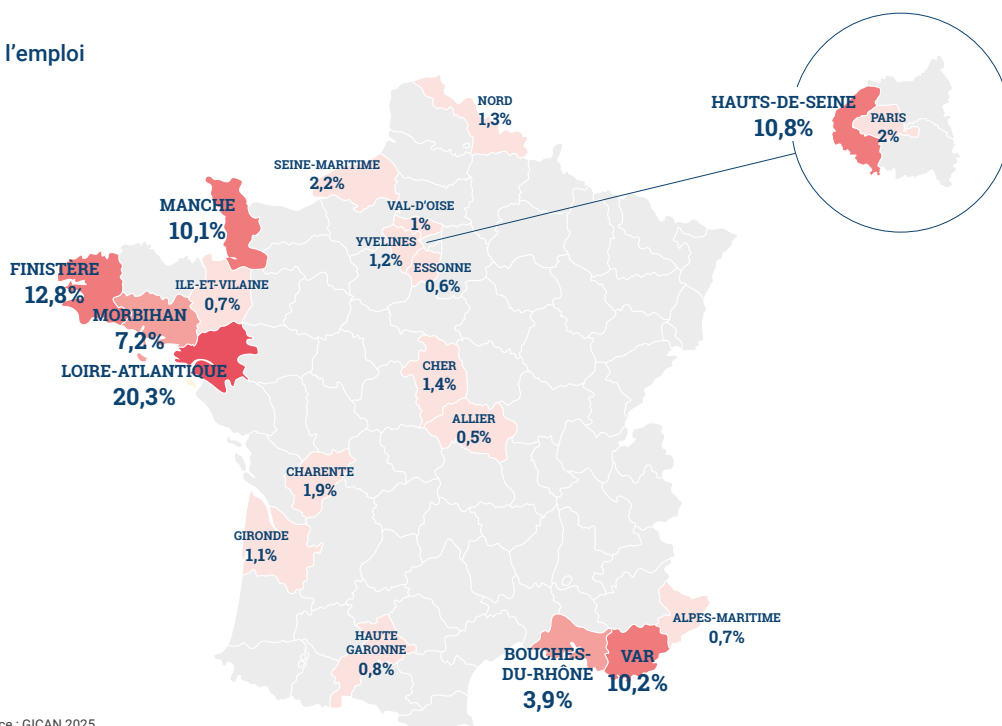 l'emploi
NORD
1,3%
HAUTS-DE-SEINE
10,8%
PARIS
2%
SEINE-MARITIME
2,2%
MANCHE
10,1%
VAL-D'OISE
1%
YVELINES
1,2%
ESSONNE
0,6%
FINISTÈRE
12,8%
ILE-ET-VILAINE
0,7%
MORBIHAN
7,2%
LOIRE-ATLANTIQUE
20,3%
CHER
1,4%
ALLIER
0,5%
CHARENTE
1,9%
GIRONDE
1,1%
HAUTE
GARONNE
0,8%
BOUCHES-
DU-RHÔNE
3,9%
VAR
10,2%
ALPES-MARITIME
0,7%
ce : GICAN 2025